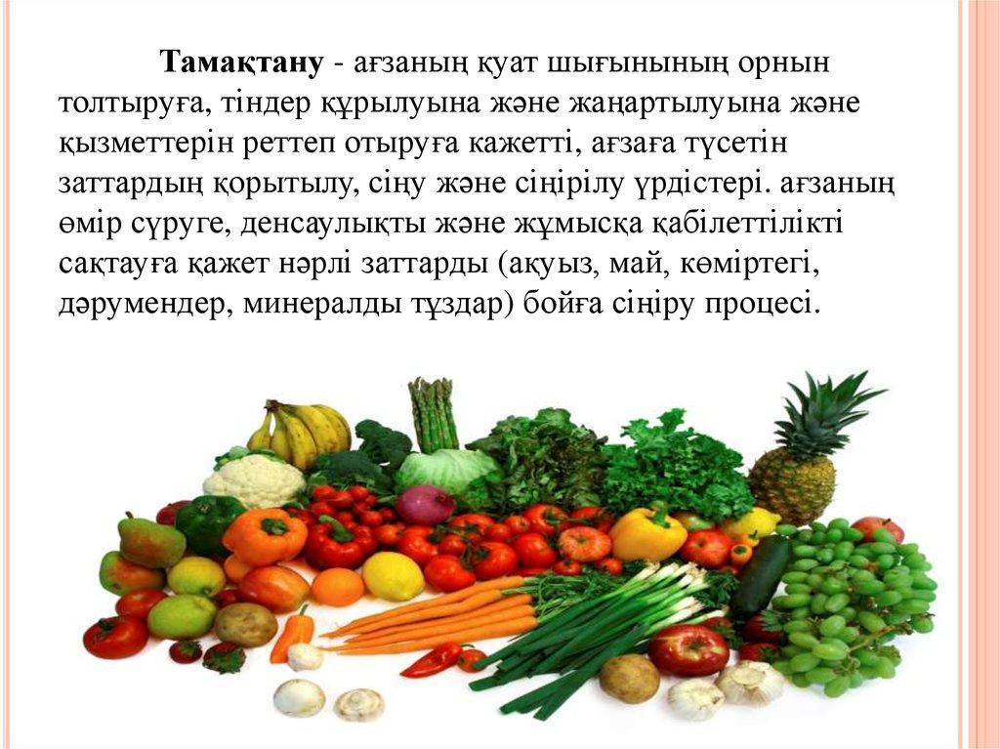 Тамақтану - ағзаның қуат шығынының орнын
толтыруға, тіндер құрылуына және жаңартылуына және
қызметтерін реттеп отыруға кажетті, ағзаға түсетін
заттардың қорытылу, сіңу және сіңірілу үрдістері. ағзаның
өмір сүруге, денсаулықты және жұмысқа қабілеттілікті
сақтауға қажет нәрлі заттарды (ақуыз, май, көміртегі,
дәрумендер, минералды тұздар) бойға сіңіру процесі.